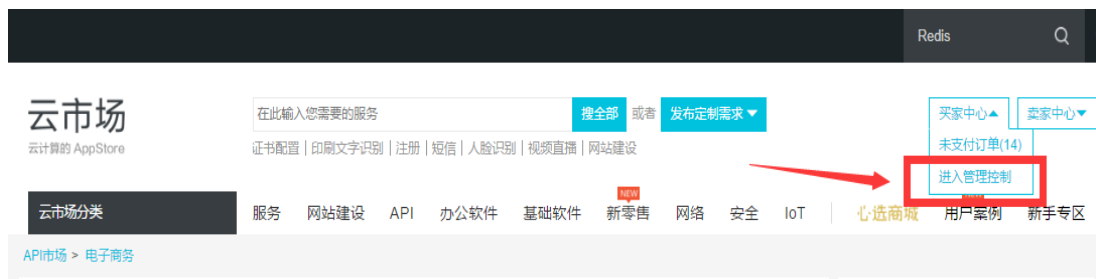 Redis
云市场
云计算的 AppStore
在此输入您需要的服务
搜全部 或者 发布定制需求
买家中心 卖家中心
证书配置 | 印刷文字识别 | 注册 | 短信 | 人脸识别 | 视频直播 | 网站建设
未支付订单(14)
进入管理控制
云市场分类
服务 网站建设 API 办公软件 基础软件 新零售 网络 安全 IoT 心选商城 用户案例 新手专区
NEW
API市场 > 电子商务